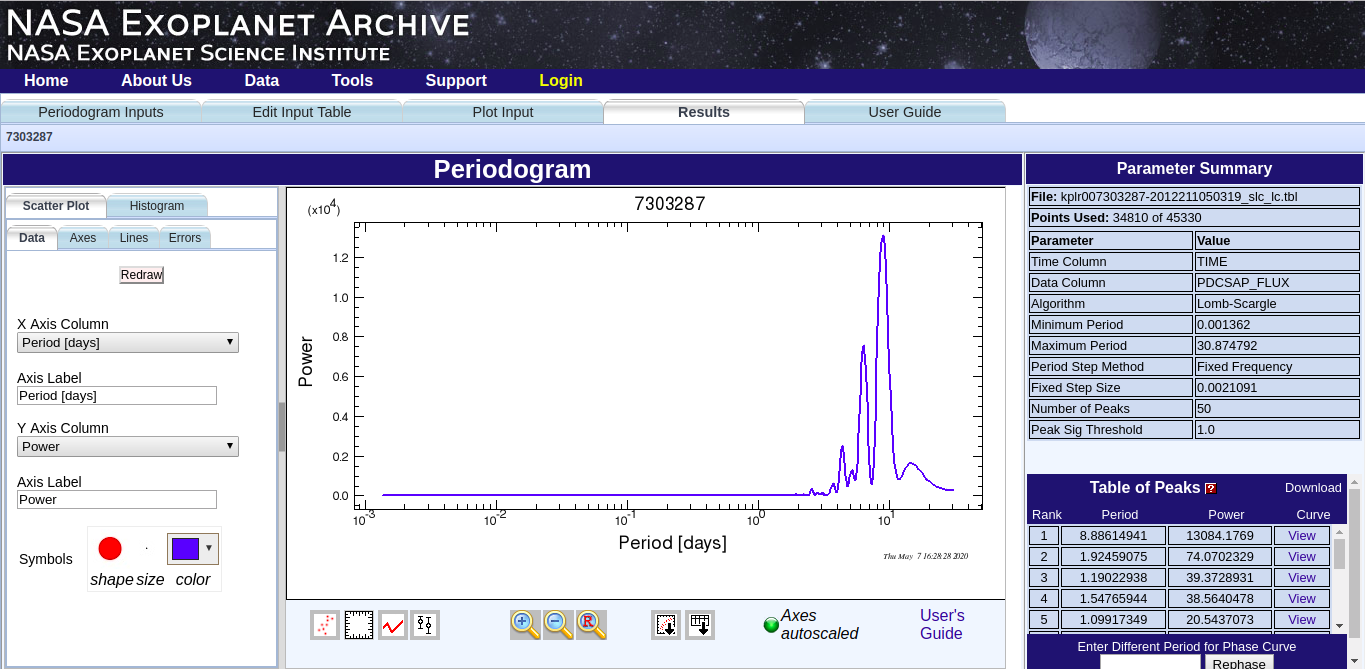 NASA Exoplanet Archive
NASA Exoplanet Science Institute
Home About Us Data Tools Support Login
Periodogram Inputs Edit Input Table Plot Input Results User Guide
7303287
Periodogram
Scatter Plot Histogram
Data Axes Lines Errors
Redraw
X Axis Column
Period [days]
Axis Label
Period [days]
Y Axis Column
Power
Axis Label
Power
Symbols
shape size color
7303287
(x10^4)
1.2
1.0
0.8
0.6
0.4
0.2
0.0
Power
10^-3 10^-2 10^-1 10^0 10^1
Period [days]
Thu May 7 16:28:28 2020
R
Axes
autoscaled
User's
Guide
Parameter Summary
File: kplr007303287-2012211050319_slc_lc.tbl
Points Used: 34810 of 45330
Parameter Value
Time Column TIME
Data Column PDCSAP_FLUX
Algorithm Lomb-Scargle
Minimum Period 0.001362
Maximum Period 30.874792
Period Step Method Fixed Frequency
Fixed Step Size 0.0021091
Number of Peaks 50
Peak Sig Threshold 1.0
Table of Peaks ? Download
Rank Period Power Curve
1 8.88614941 13084.1769 View
2 1.92459075 74.0702329 View
3 1.19022938 39.3728931 View
4 1.54765944 38.5640478 View
5 1.09917349 20.5437073 View
Enter Different Period for Phase Curve
Rephase